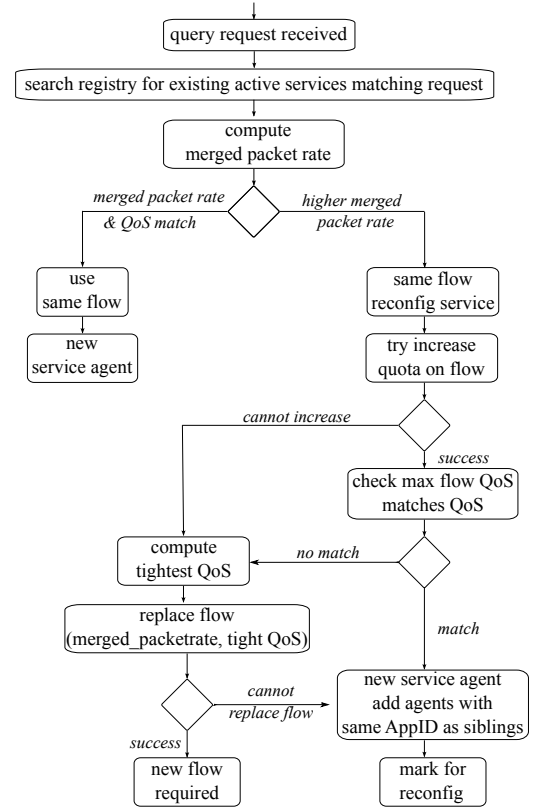 query request received
search registry for existing active services matching request
compute
merged packet rate
merged packet rate
& QoS match
higher merged
packet rate
use
same flow
same flow
reconfig service
new
service agent
try increase
quota on flow
cannot increase
success
check max flow QoS
matches QoS
no match
compute
tightest QoS
replace flow
(merged_packetrate, tight QoS)
match
cannot
replace flow
new service agent
add agents with
same AppID as siblings
success
new flow
required
mark for
reconfig